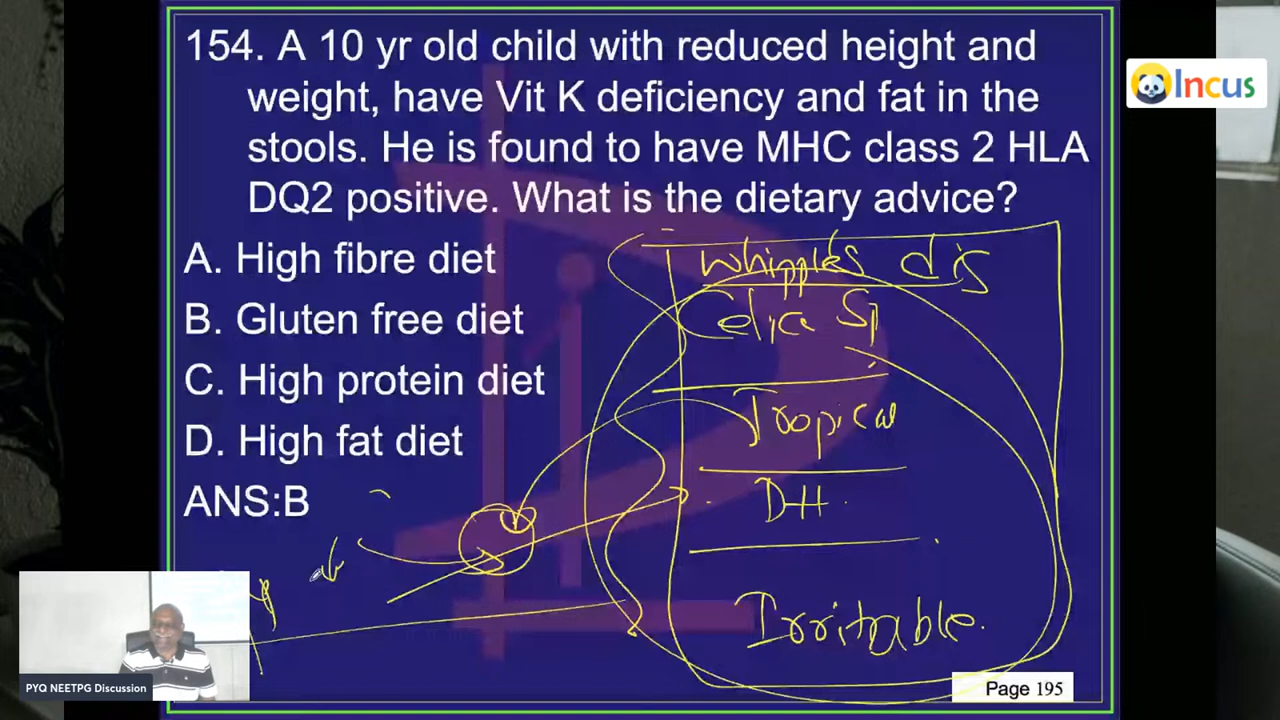 154. A 10 yr old child with reduced height and
weight, have Vit K deficiency and fat in the
stools. He is found to have MHC class 2 HLA
DQ2 positive. What is the dietary advice?
A. High fibre diet
B. Gluten free diet
C. High protein diet
D. High fat diet
ANS:B
Whipples dis
Celiac Sp
Tropical
DH
Irritable
Incus
PYQ NEETPG Discussion
Page 195